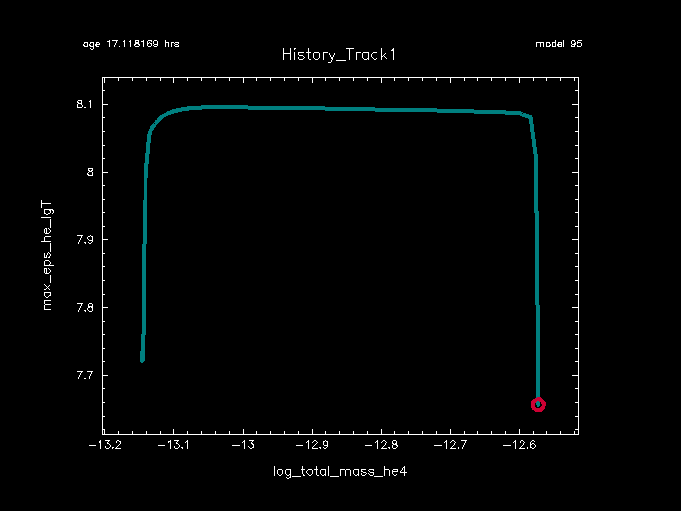 age 17.118169 hrs
model 95
History_Track1
8.1
8
7.9
7.8
7.7
max_eps_he_lgT
-13.2 -13.1 -13 -12.9 -12.8 -12.7 -12.6
log_total_mass_he4